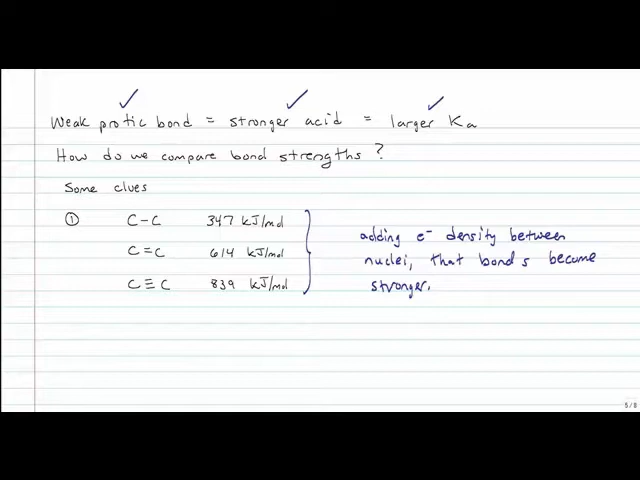 Weak protic bond = stronger acid = larger Ka
How do we compare bond strengths?
Some clues
① C-C 347 kJ/mol
C=C 614 kJ/mol
C≡C 839 kJ/mol
adding e⁻ density between
nuclei, that bonds become
stronger.
5/8